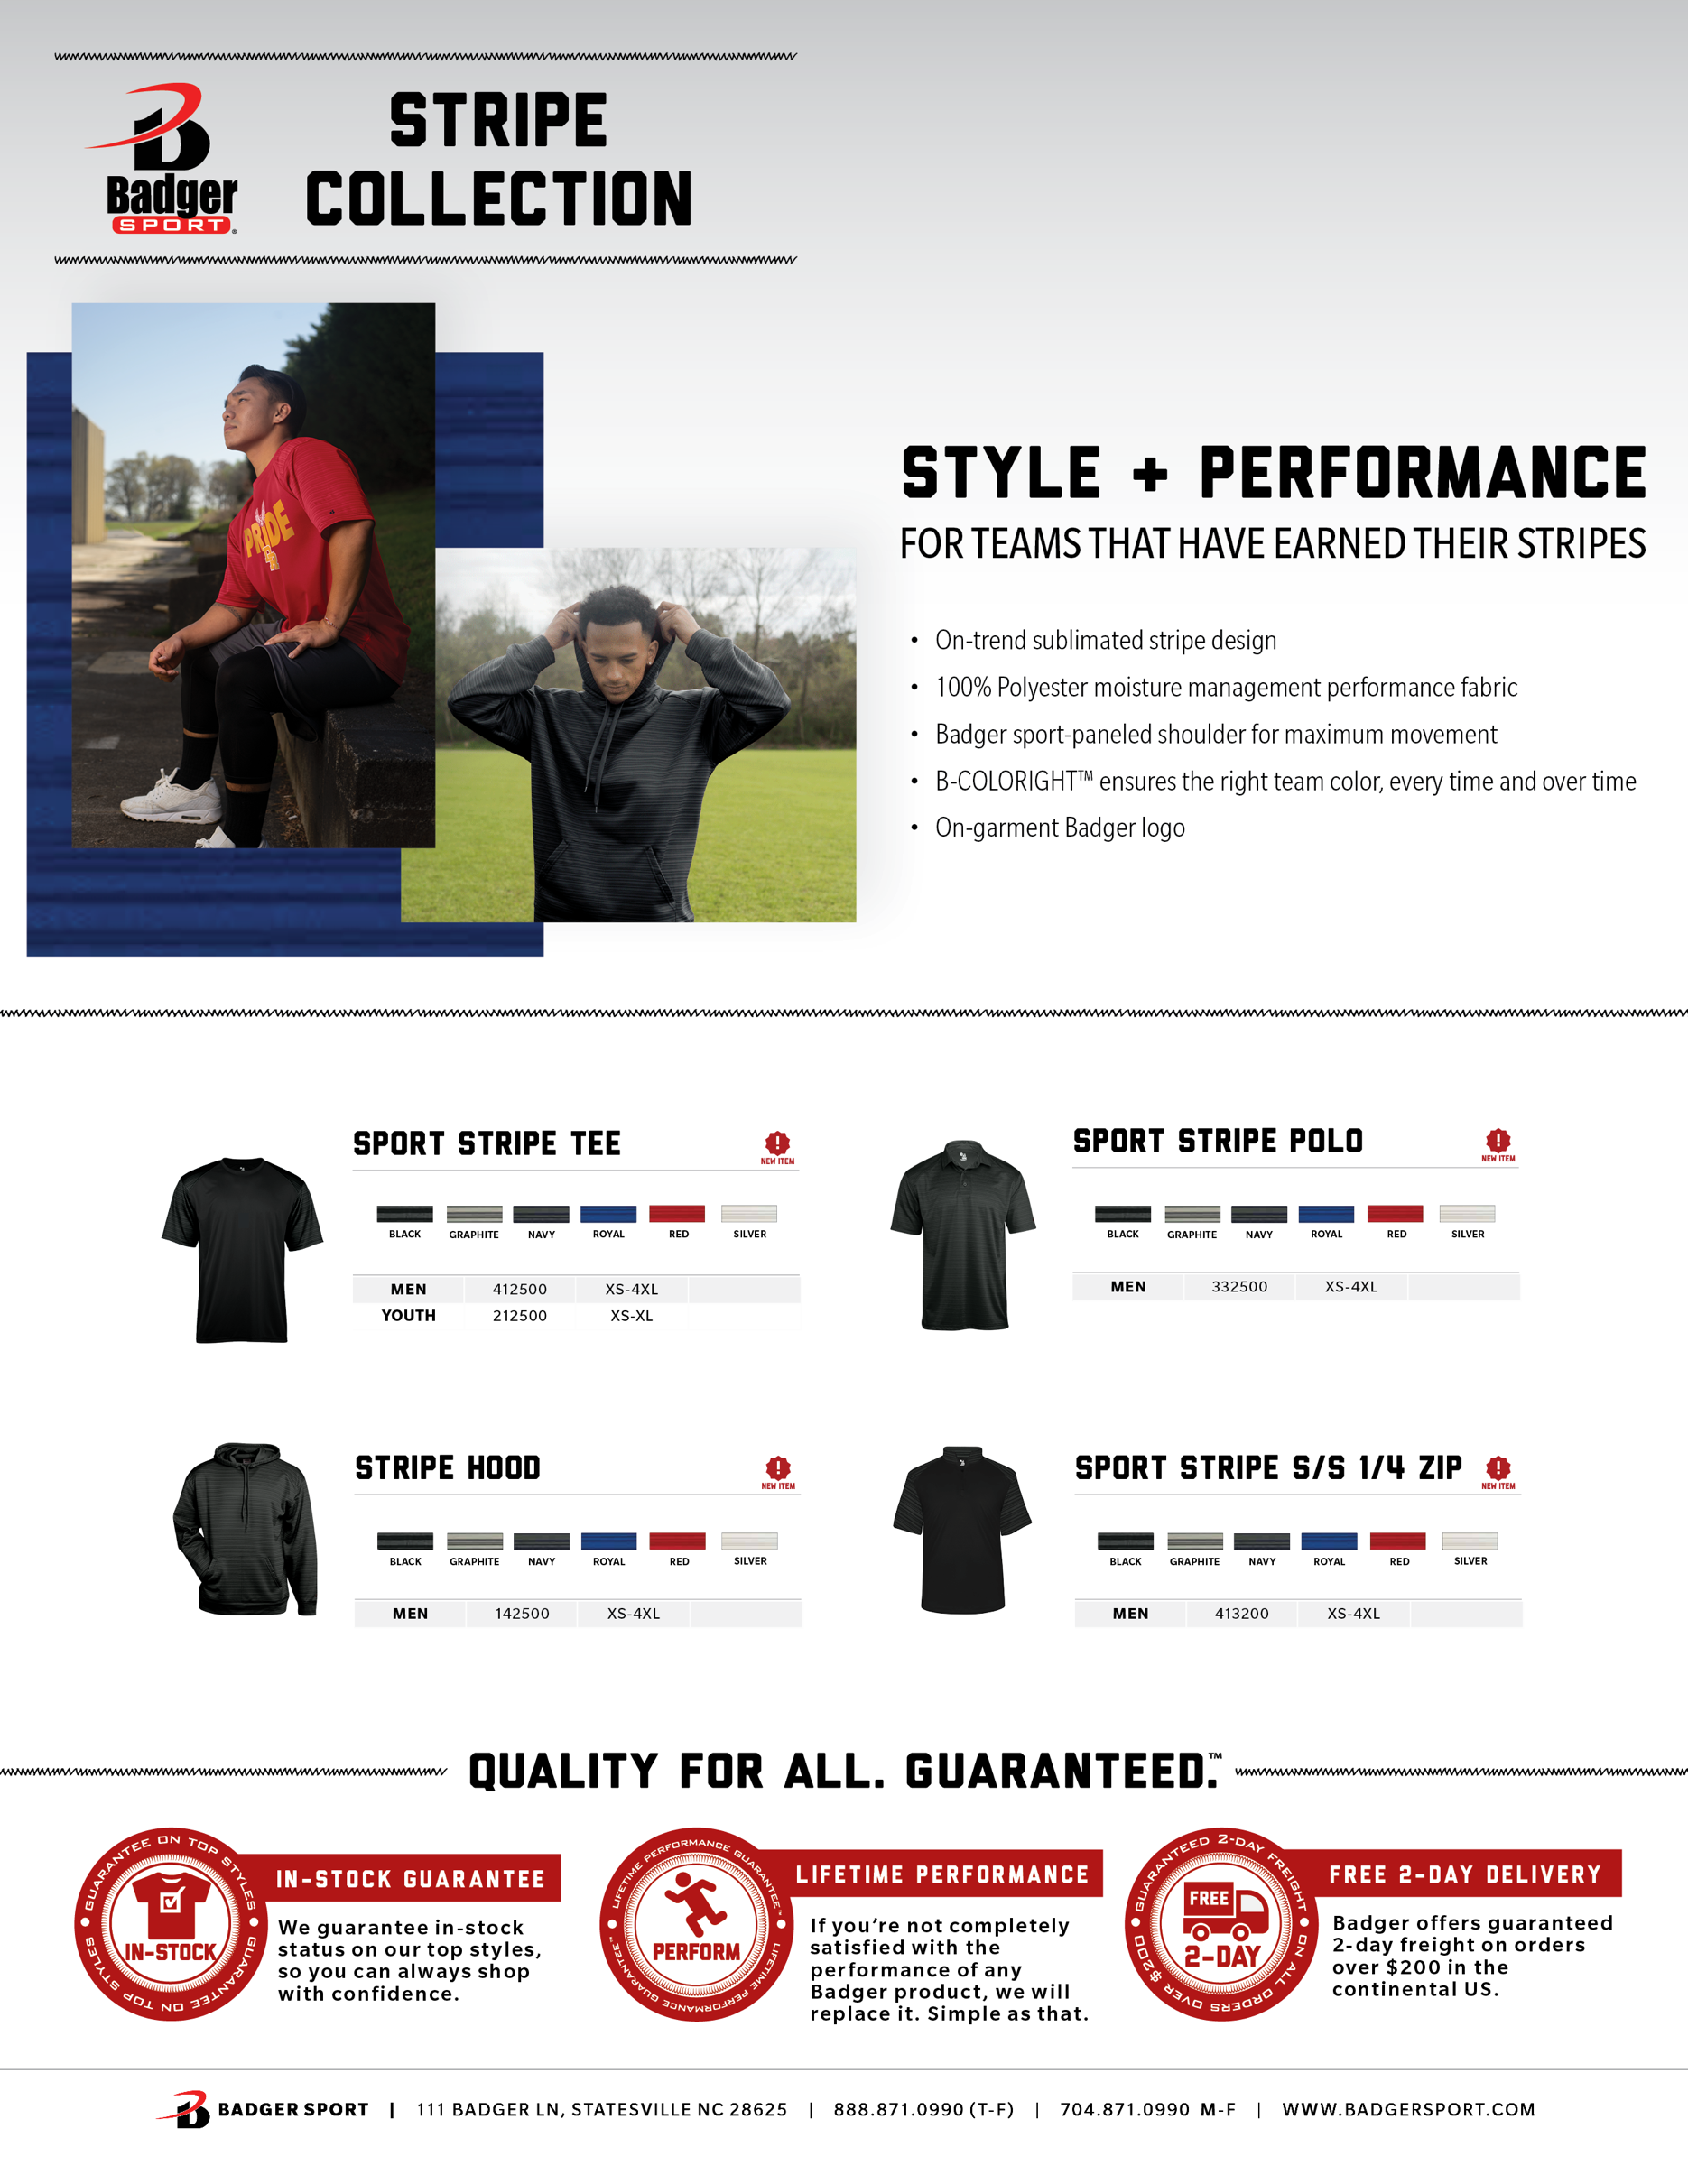 Badger
SPORT®
STRIPE
COLLECTION
PRIDE
STYLE + PERFORMANCE
FOR TEAMS THAT HAVE EARNED THEIR STRIPES
• On-trend sublimated stripe design
• 100% Polyester moisture management performance fabric
• Badger sport-paneled shoulder for maximum movement
• B-COLORIGHT™ ensures the right team color, every time and over time
• On-garment Badger logo
SPORT STRIPE TEE
NEW ITEM
BLACK GRAPHITE NAVY ROYAL RED SILVER
MEN 412500 XS-4XL
YOUTH 212500 XS-XL
SPORT STRIPE POLO
NEW ITEM
BLACK GRAPHITE NAVY ROYAL RED SILVER
MEN 332500 XS-4XL
STRIPE HOOD
NEW ITEM
BLACK GRAPHITE NAVY ROYAL RED SILVER
MEN 142500 XS-4XL
SPORT STRIPE S/S 1/4 ZIP
NEW ITEM
BLACK GRAPHITE NAVY ROYAL RED SILVER
MEN 413200 XS-4XL
QUALITY FOR ALL. GUARANTEED.™
GUARANTEE ON TOP STYLES • GUARANTEE ON TOP STYLES •
IN-STOCK
IN-STOCK GUARANTEE
We guarantee in-stock
status on our top styles,
so you can always shop
with confidence.
LIFETIME PERFORMANCE GUARANTEE™ • LIFETIME PERFORMANCE GUARANTEE™ •
PERFORM
LIFETIME PERFORMANCE
If you’re not completely
satisfied with the
performance of any
Badger product, we will
replace it. Simple as that.
GUARANTEED 2-DAY FREIGHT • ON ALL ORDERS OVER $200 •
FREE
2-DAY
FREE 2-DAY DELIVERY
Badger offers guaranteed
2-day freight on orders
over $200 in the
continental US.
BADGER SPORT | 111 BADGER LN, STATESVILLE NC 28625 | 888.871.0990 (T-F) | 704.871.0990 M-F | WWW.BADGERSPORT.COM